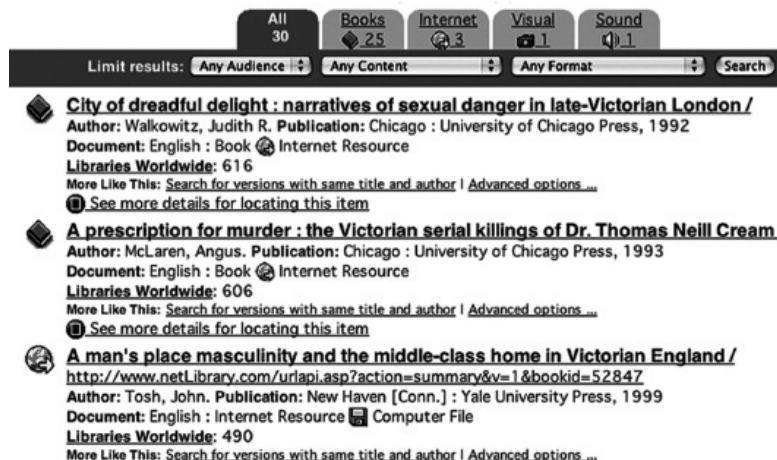 All Books Internet Visual Sound
30 25 3 1 1
Limit results: Any Audience Any Content Any Format Search
City of dreadful delight : narratives of sexual danger in late-Victorian London /
Author: Walkowitz, Judith R. Publication: Chicago : University of Chicago Press, 1992
Document: English : Book Internet Resource
Libraries Worldwide: 616
More Like This: Search for versions with same title and author | Advanced options ...
See more details for locating this item
A prescription for murder : the Victorian serial killings of Dr. Thomas Neill Cream
Author: McLaren, Angus. Publication: Chicago : University of Chicago Press, 1993
Document: English : Book Internet Resource
Libraries Worldwide: 606
More Like This: Search for versions with same title and author | Advanced options ...
See more details for locating this item
A man's place masculinity and the middle-class home in Victorian England /
http://www.netLibrary.com/urlapi.asp?action=summary&v=1&bookid=52847
Author: Tosh, John. Publication: New Haven [Conn.] : Yale University Press, 1999
Document: English : Internet Resource Computer File
Libraries Worldwide: 490
More Like This: Search for versions with same title and author | Advanced options ...